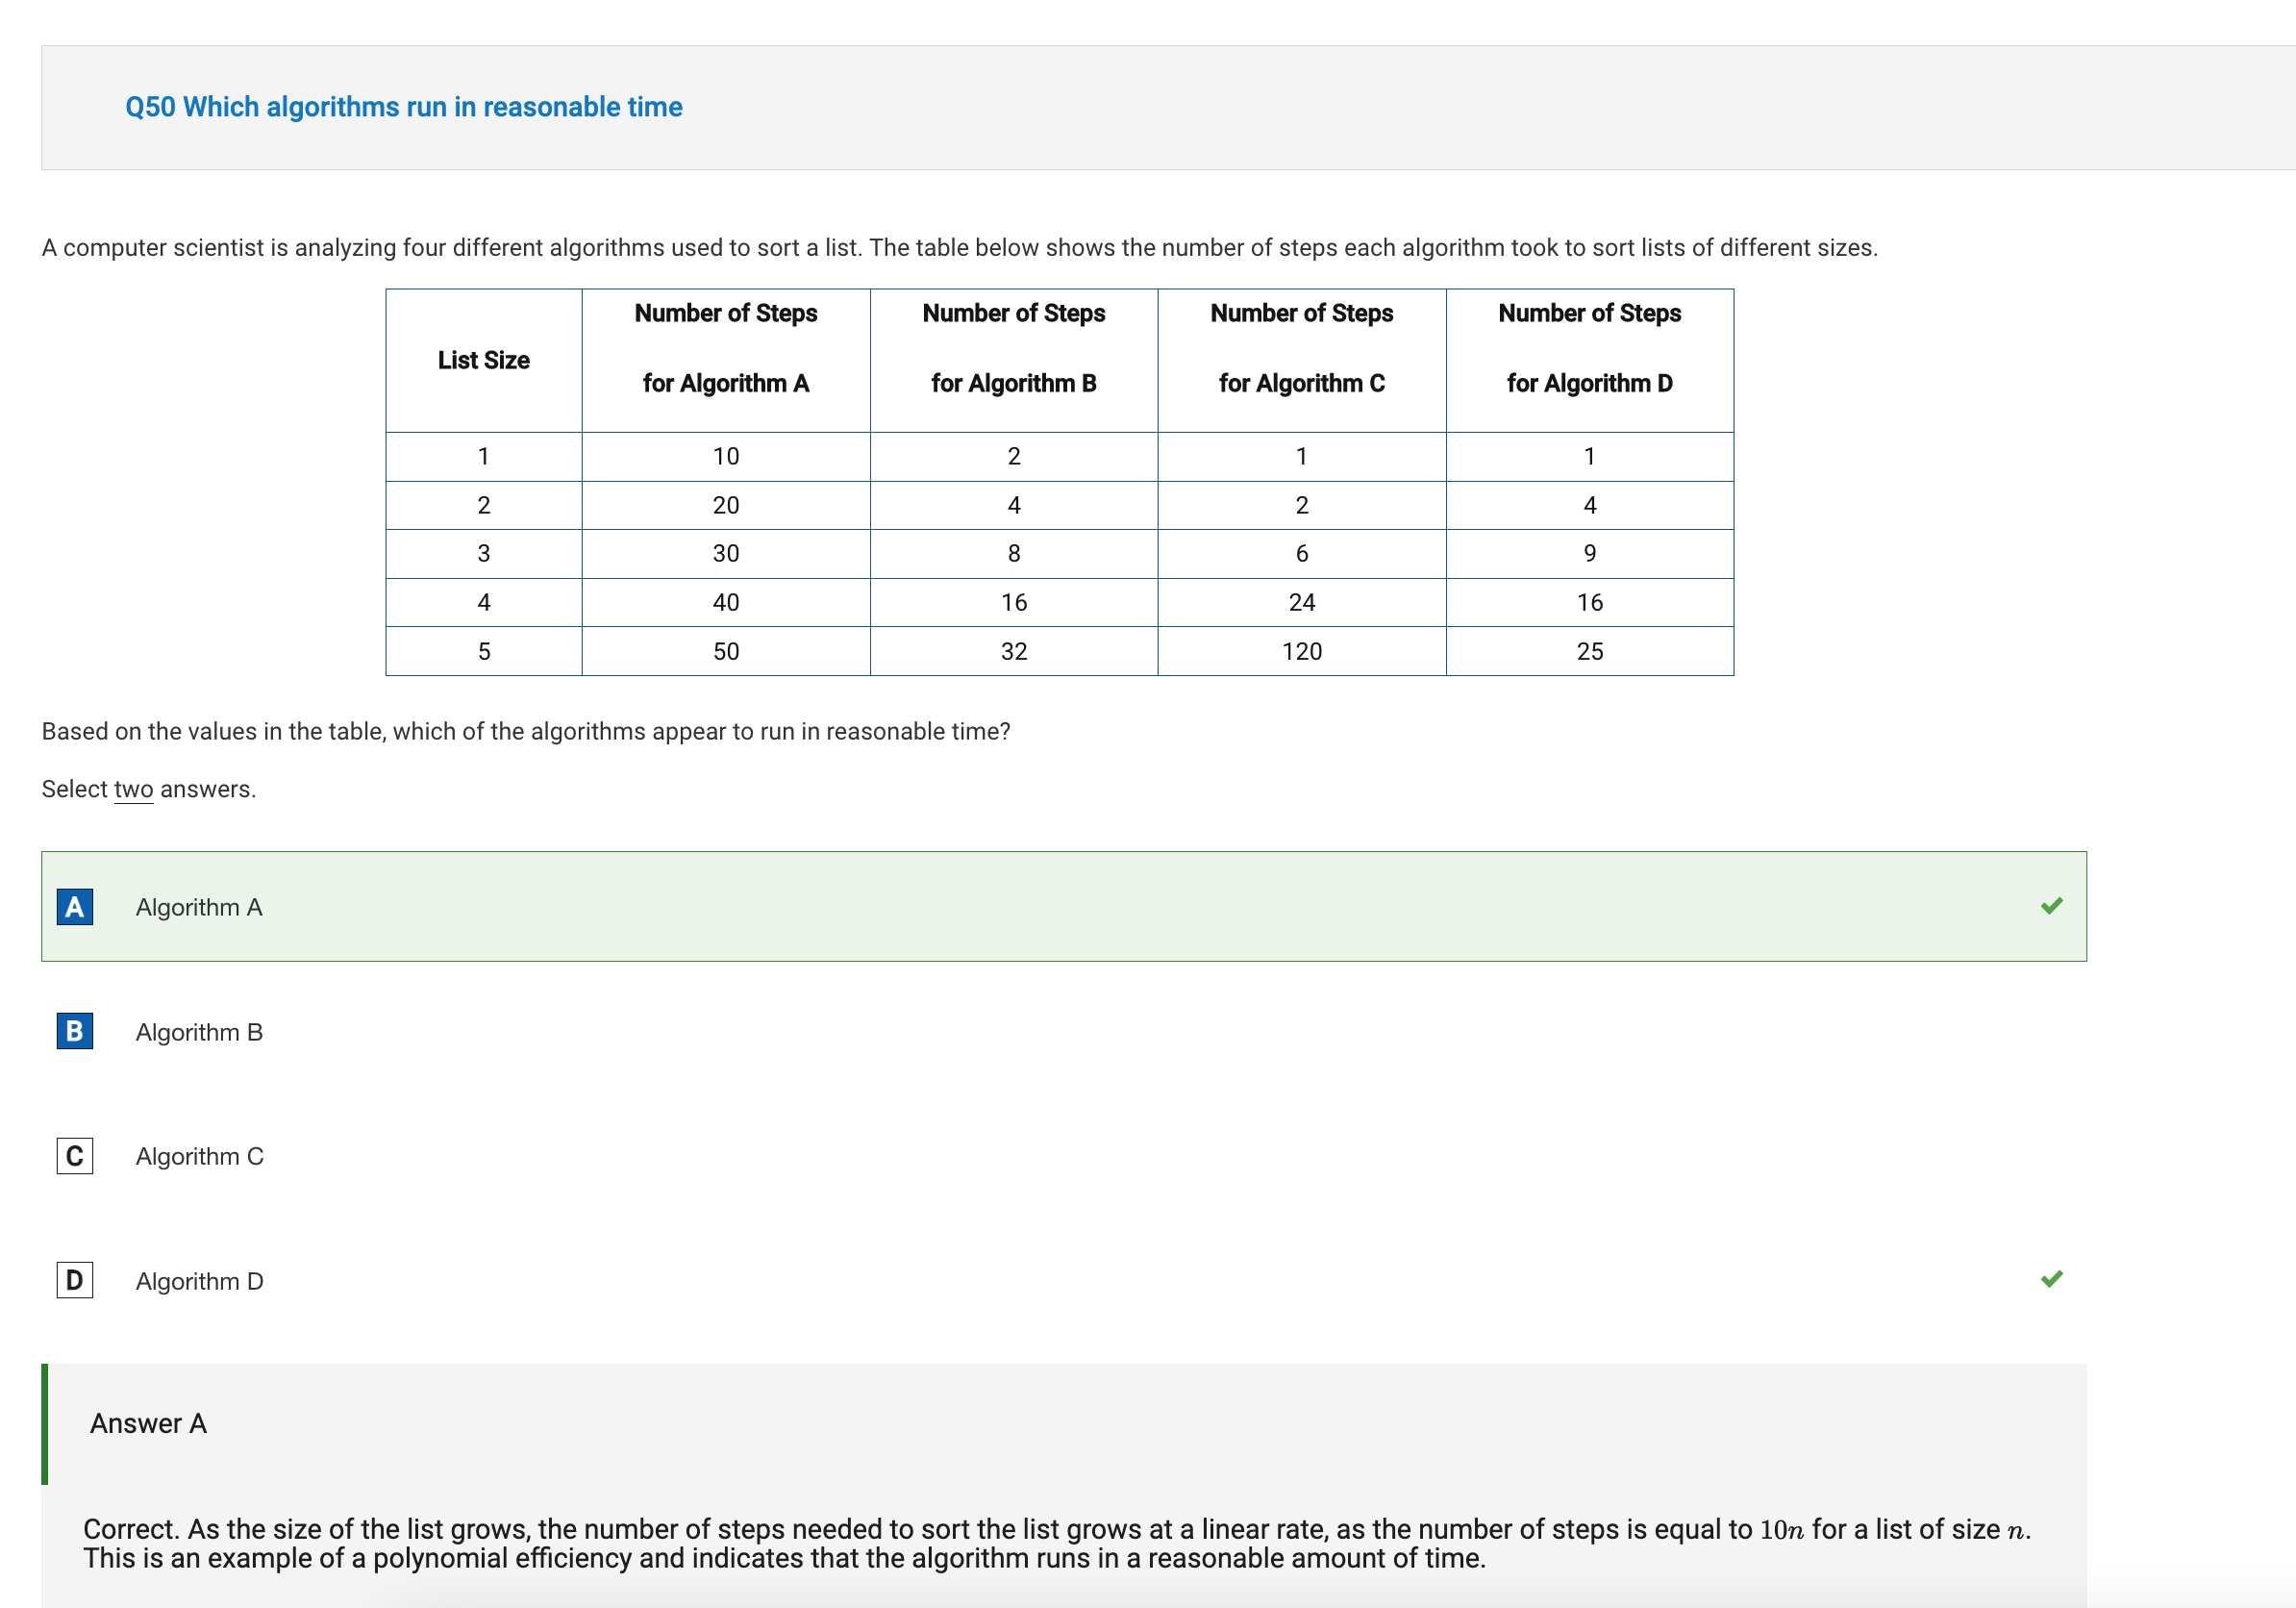 Q50 Which algorithms run in reasonable time
A computer scientist is analyzing four different algorithms used to sort a list. The table below shows the number of steps each algorithm took to sort lists of different sizes.
List Size | Number of Steps for Algorithm A | Number of Steps for Algorithm B | Number of Steps for Algorithm C | Number of Steps for Algorithm D
1 | 10 | 2 | 1 | 1
2 | 20 | 4 | 2 | 4
3 | 30 | 8 | 6 | 9
4 | 40 | 16 | 24 | 16
5 | 50 | 32 | 120 | 25
Based on the values in the table, which of the algorithms appear to run in reasonable time?
Select two answers.
A Algorithm A
B Algorithm B
C Algorithm C
D Algorithm D
Answer A
Correct. As the size of the list grows, the number of steps needed to sort the list grows at a linear rate, as the number of steps is equal to 10n for a list of size n.
This is an example of a polynomial efficiency and indicates that the algorithm runs in a reasonable amount of time.